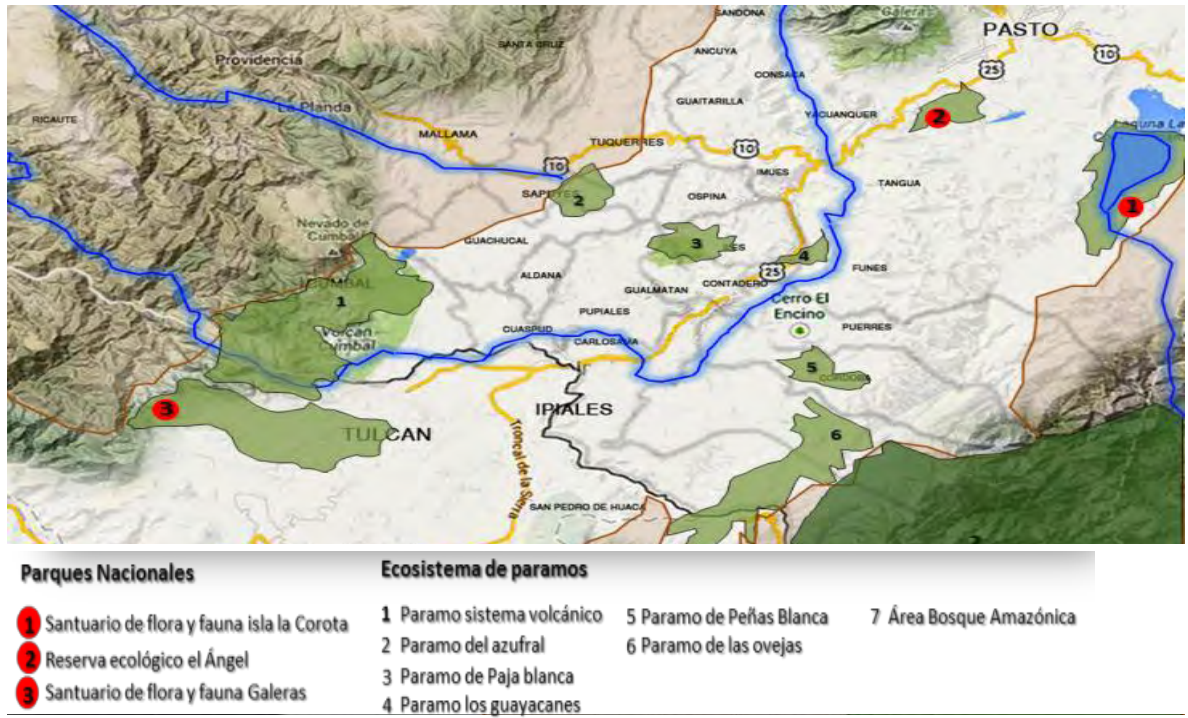 SANDONA
Galeras
PASTO
SANTA CRUZ
ANCUYA
10
Providencia
25
CONSACA
GUAITARILLA
La Planda
YACUANQUER
2
RICAUTE
MALLAMA
TUQUERRES
10
Laguna La
10
IMUES
TANGUA
SAPUYES
2
OSPINA
1
Nevado de
Cumbal
GUACHUCAL
3
ES
4
FUNES
ALDANA
25
CUMBAL
1
GUALMATAN
CONTADERO
Cerro El
Encino
PUPIALES
Volcan
Cumbal
CUASPUD
CARLOSAMA
PUERRES
5
CORDOBA
3
IPIALES
TULCAN
6
Troncal de la Sierra
SAN PEDRO DE HUACA
Parques Nacionales
1 Santuario de flora y fauna isla la Corota
2 Reserva ecológico el Ángel
3 Santuario de flora y fauna Galeras
Ecosistema de paramos
1 Paramo sistema volcánico
2 Paramo del azufral
3 Paramo de Paja blanca
4 Paramo los guayacanes
5 Paramo de Peñas Blanca
6 Paramo de las ovejas
7 Área Bosque Amazónica